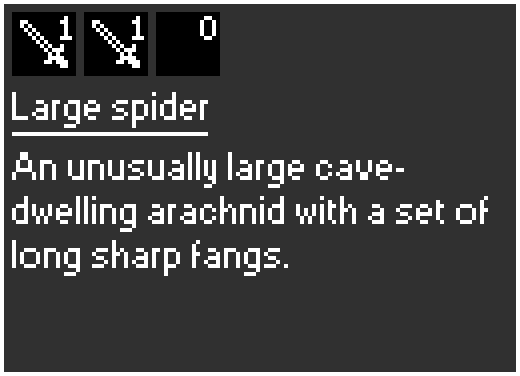 1 1 0
Large spider
An unusually large cave-
dwelling arachnid with a set of
long sharp fangs.